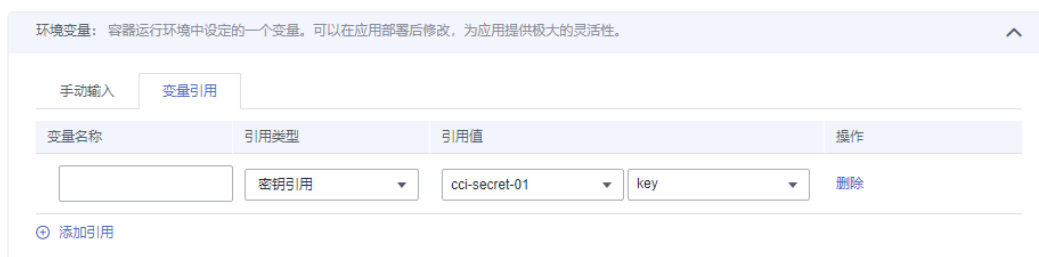 环境变量： 容器运行环境中设定的一个变量。可以在应用部署后修改，为应用提供极大的灵活性。
手动输入 变量引用
变量名称 引用类型 引用值 操作
密钥引用 cci-secret-01 key 删除
添加引用